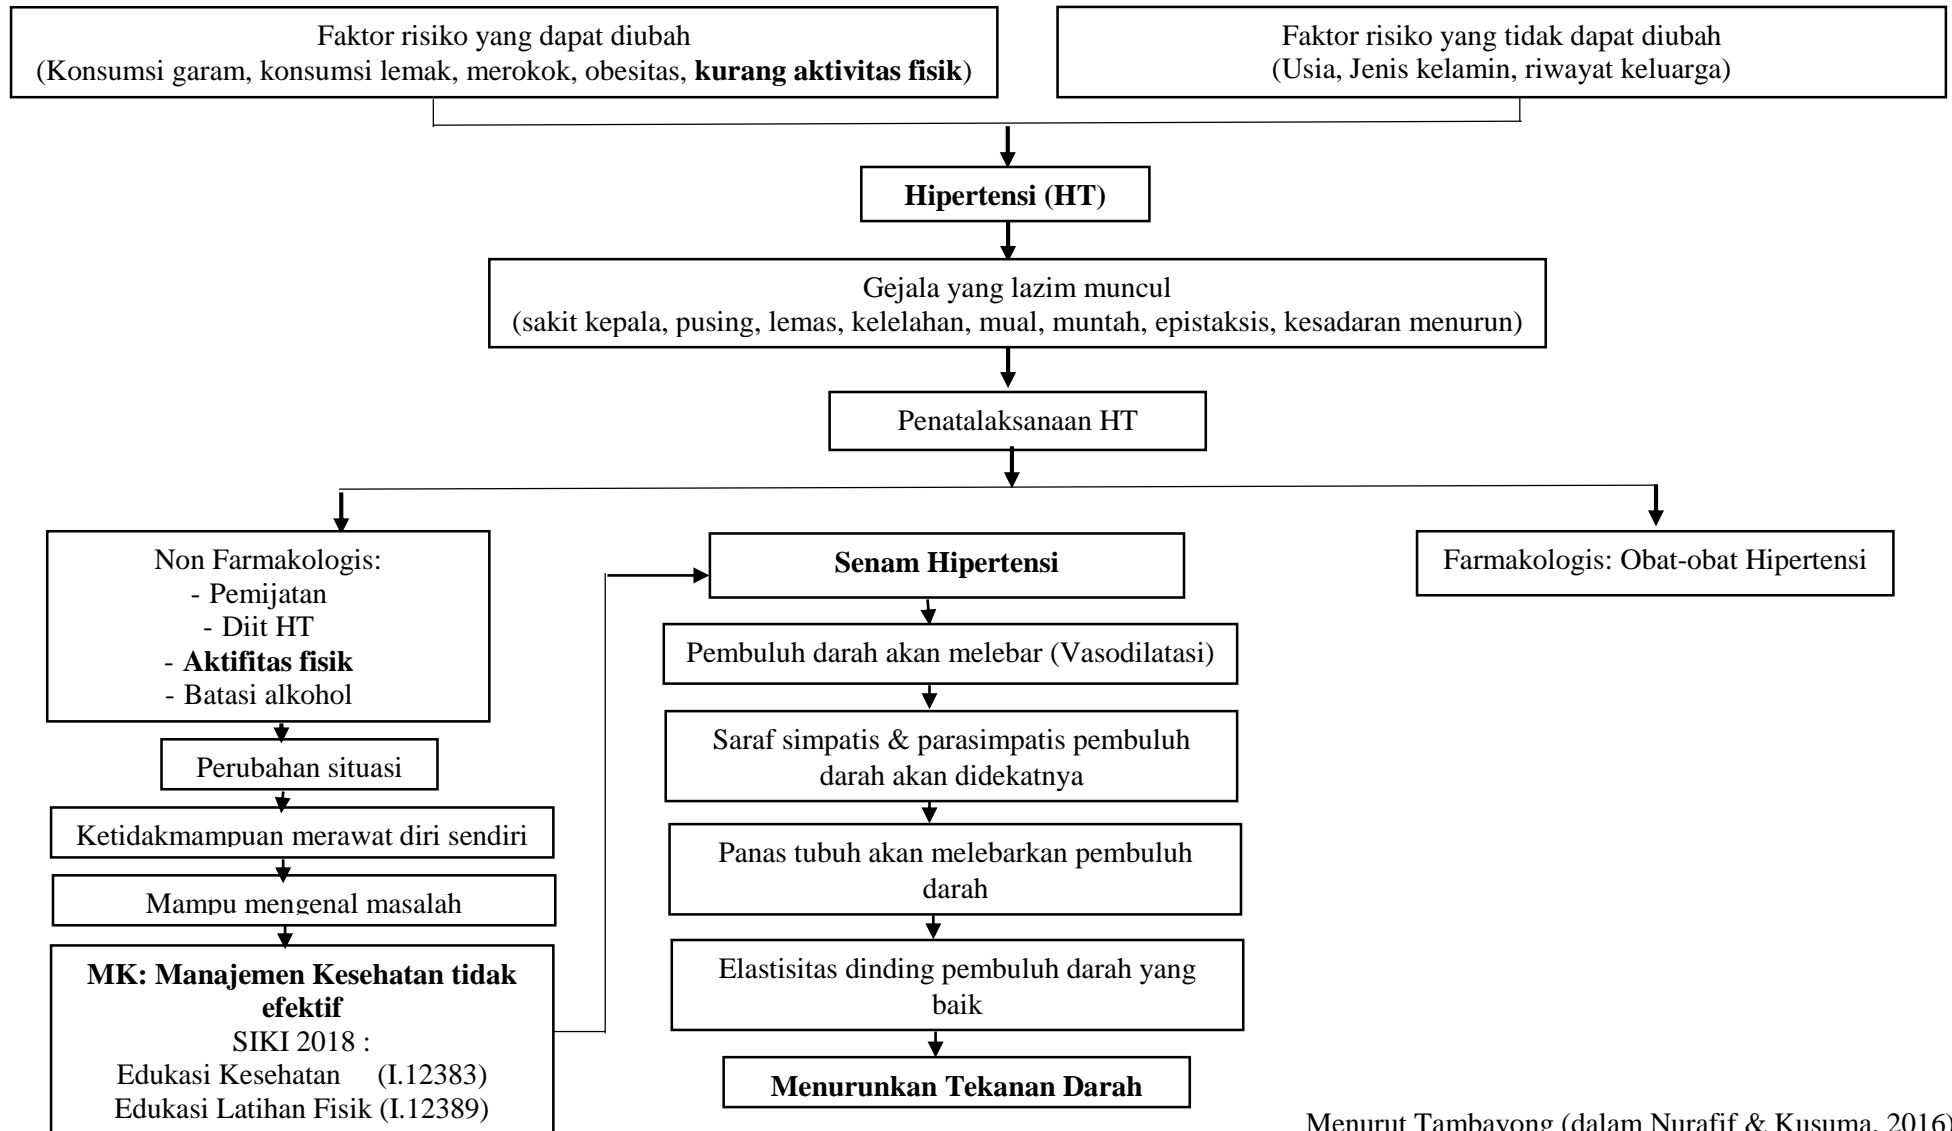 Faktor risiko yang dapat diubah
(Konsumsi garam, konsumsi lemak, merokok, obesitas, kurang aktivitas fisik)
Faktor risiko yang tidak dapat diubah
(Usia, Jenis kelamin, riwayat keluarga)
Hipertensi (HT)
Gejala yang lazim muncul
(sakit kepala, pusing, lemas, kelelahan, mual, muntah, epistaksis, kesadaran menurun)
Penatalaksanaan HT
Non Farmakologis:
- Pemijatan
- Diit HT
- Aktifitas fisik
- Batasi alkohol
Perubahan situasi
Ketidakmampuan merawat diri sendiri
Mampu mengenal masalah
MK: Manajemen Kesehatan tidak
efektif
SIKI 2018 :
Edukasi Kesehatan (I.12383)
Edukasi Latihan Fisik (I.12389)
Senam Hipertensi
Pembuluh darah akan melebar (Vasodilatasi)
Saraf simpatis & parasimpatis pembuluh
darah akan didekatnya
Panas tubuh akan melebarkan pembuluh
darah
Elastisitas dinding pembuluh darah yang
baik
Menurunkan Tekanan Darah
Farmakologis: Obat-obat Hipertensi
Menurut Tambayong (dalam Nurafif & Kusuma, 2016)